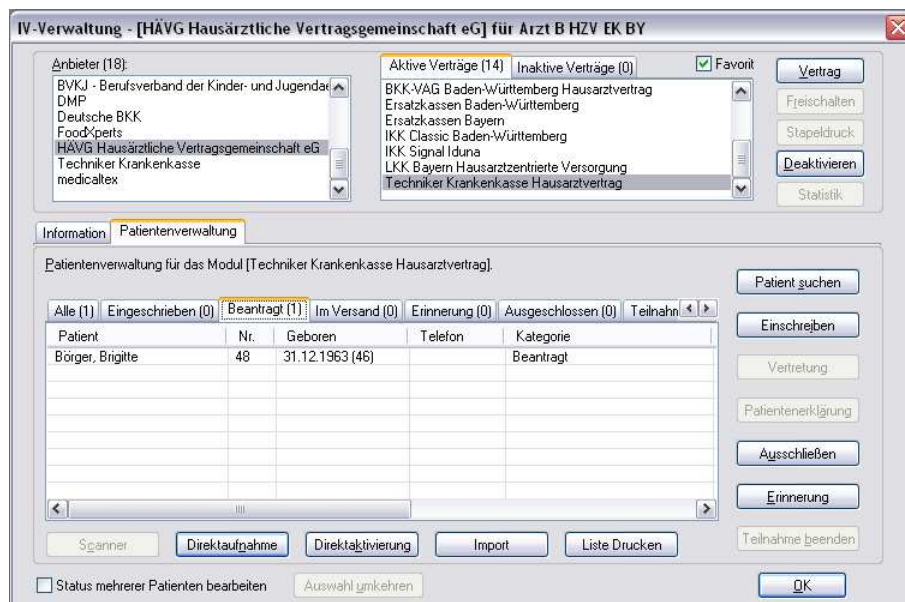 IV-Verwaltung - [HÄVG Hausärztliche Vertragsgemeinschaft eG] für Arzt B HZV EK BY
Anbieter (18):
BVKJ - Berufsverband der Kinder- und Jugendae
DMP
Deutsche BKK
FoodXperts
HÄVG Hausärztliche Vertragsgemeinschaft eG
Techniker Krankenkasse
medicaltex
Aktive Verträge (14) Inaktive Verträge (0) Favorit
BKK-VAG Baden-Württemberg Hausarztvertrag
Ersatzkassen Baden-Württemberg
Ersatzkassen Bayern
IKK Classic Baden-Württemberg
IKK Signal Iduna
LKK Bayern Hausarztzentrierte Versorgung
Techniker Krankenkasse Hausarztvertrag
Vertrag
Freischalten
Stapeldruck
Deaktivieren
Statistik
Information Patientenverwaltung
Patientenverwaltung für das Modul [Techniker Krankenkasse Hausarztvertrag].
Alle (1) Eingeschrieben (0) Beantragt (1) Im Versand (0) Erinnerung (0) Ausgeschlossen (0) Teilnahm
Patient Nr. Geboren Telefon Kategorie
Börger, Brigitte 48 31.12.1963 (46) Beantragt
Patient suchen
Einschreiben
Vertretung
Patientenerklärung
Ausschließen
Erinnerung
Teilnahme beenden
Scanner Direktaufnahme Direktaktivierung Import Liste Drucken
Status mehrerer Patienten bearbeiten Auswahl umkehren OK